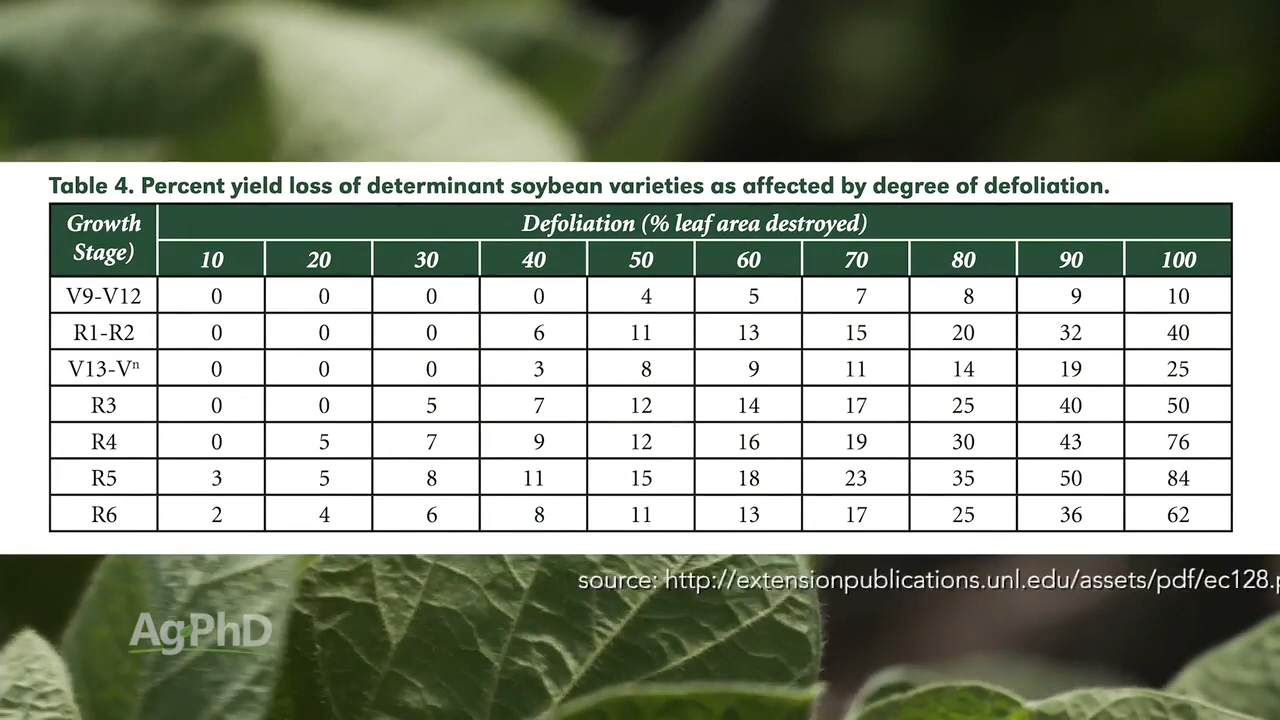 Table 4. Percent yield loss of determinant soybean varieties as affected by degree of defoliation.
Growth Stage) Defoliation (% leaf area destroyed)
10 20 30 40 50 60 70 80 90 100
V9-V12 0 0 0 0 4 5 7 8 9 10
R1-R2 0 0 0 6 11 13 15 20 32 40
V13-Vⁿ 0 0 0 3 8 9 11 14 19 25
R3 0 0 5 7 12 14 17 25 40 50
R4 0 5 7 9 12 16 19 30 43 76
R5 3 5 8 11 15 18 23 35 50 84
R6 2 4 6 8 11 13 17 25 36 62
source: http://extensionpublications.unl.edu/assets/pdf/ec128.p
AgPhD